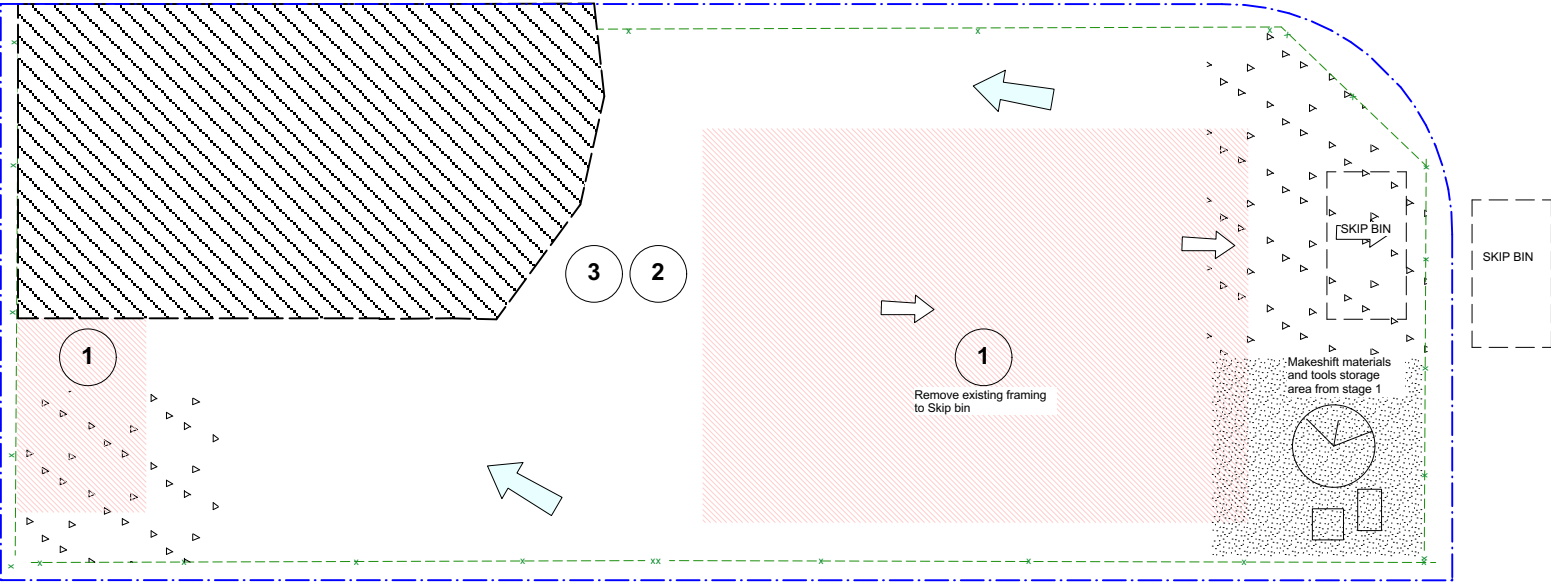 SKIP BIN
SKIP BIN
3
2
1
1
Makeshift materials
and tools storage
area from stage 1
Remove existing framing
to Skip bin